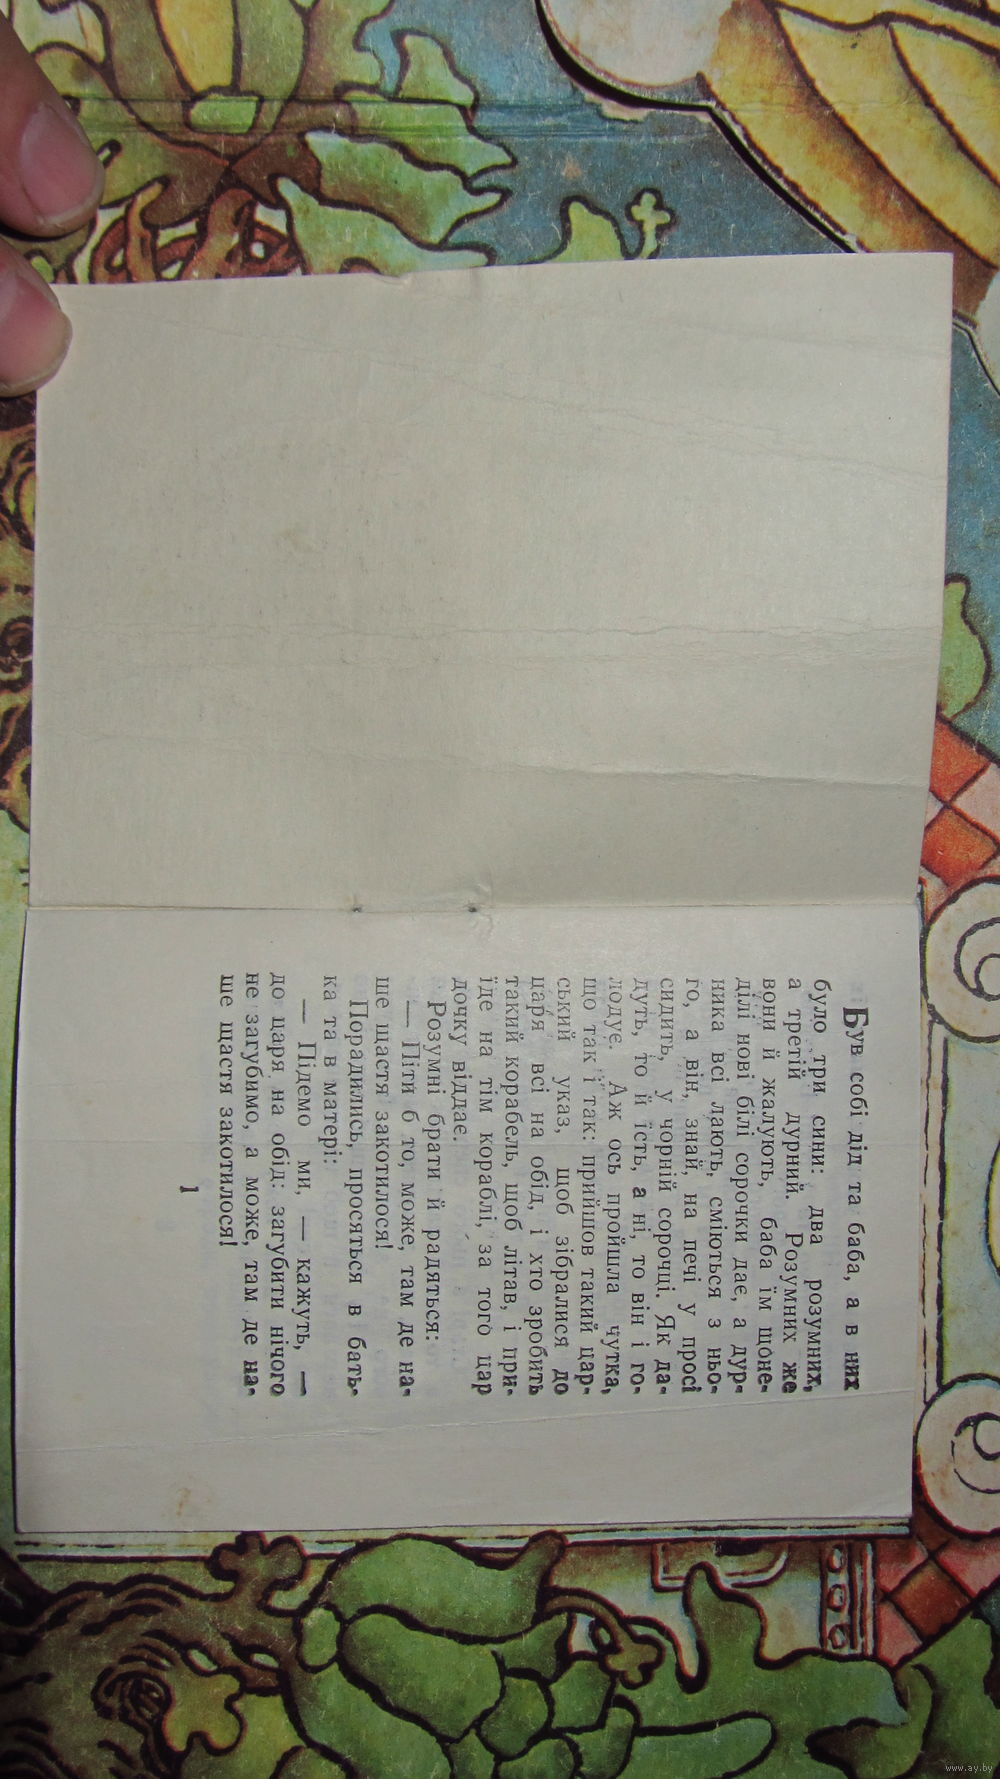 Був собі дід та баба, а в них
було три сини: два розумних,
а третій дурний. Розумних же
вони й жалують, баба їм щоне-
ділі нові білі сорочки дає, а дур-
ника всі лають, сміються з ньо-
го, а він, знай, на печі у просі
сидить, у чорній сорочці. Як да-
дуть, то й їсть, а ні, то він і го-
лодує. Аж ось пройшла чутка,
що так і так: прийшов такий цар-
ський указ, щоб зібралися до
царя всі на обід, і хто зробить
такий корабель, щоб літав, і при-
їде на тім кораблі, за того цар
дочку віддає.
Розумні брати й радяться:
— Піти б то, може, там де на-
ше щастя закотилося!
Порадились, просяться в бать-
ка та в матері:
— Підемо ми, — кажуть, —
до царя на обід: загубити нічого
не загубимо, а може, там де на-
ше щастя закотилося!
1
www.ay.by